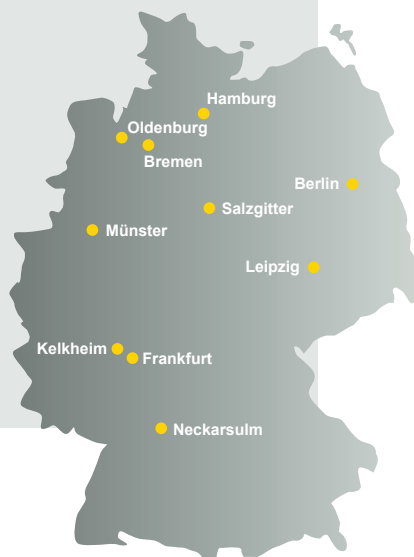 Hamburg
Oldenburg
Bremen
Berlin
Salzgitter
Münster
Leipzig
Kelkheim
Frankfurt
Neckarsulm